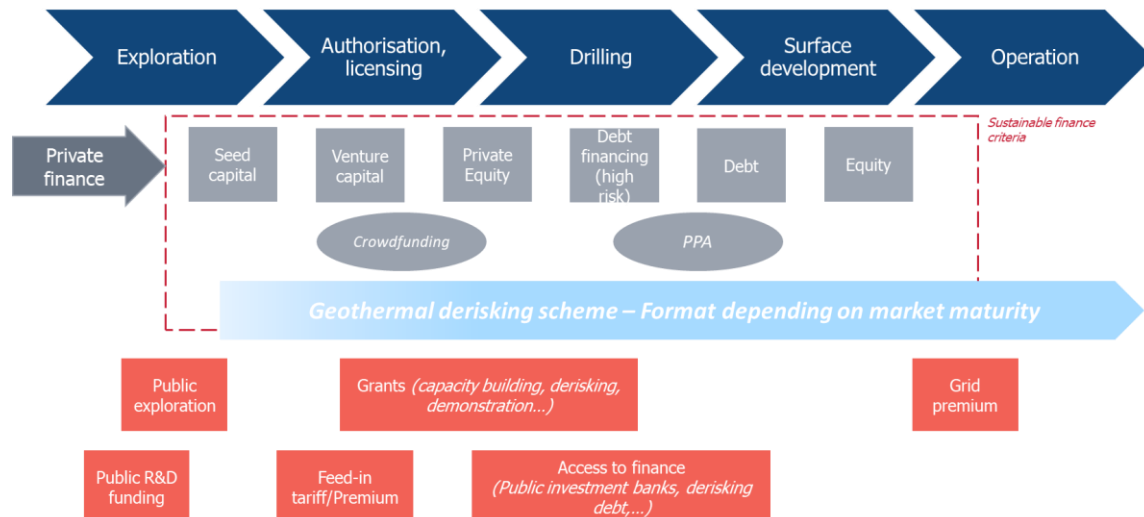 Exploration
Authorisation,
licensing
Drilling
Surface
development
Operation
Sustainable finance
criteria
Private
finance
Seed
capital
Venture
capital
Private
Equity
Debt
financing
(high
risk)
Debt
Equity
Crowdfunding
PPA
Geothermal derisking scheme – Format depending on market maturity
Public
exploration
Grants (capacity building, derisking,
demonstration…)
Grid
premium
Public R&D
funding
Feed-in
tariff/Premium
Access to finance
(Public investment banks, derisking
debt,…)